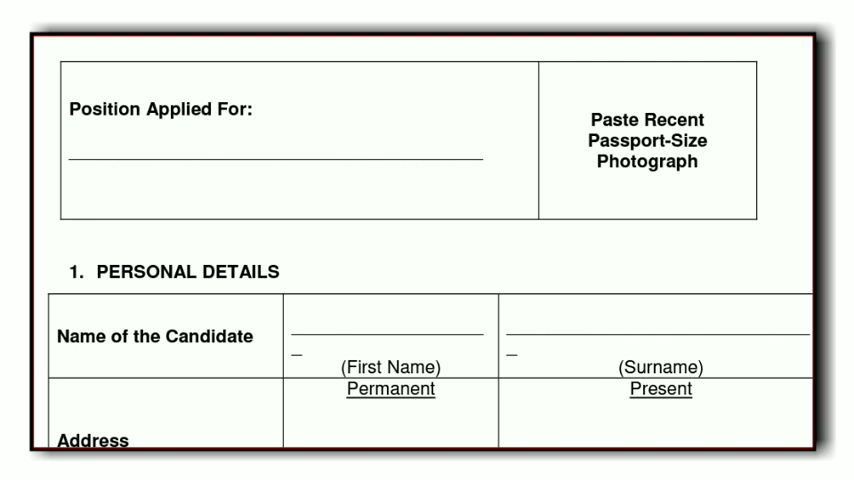 Position Applied For:
Paste Recent
Passport-Size
Photograph
1. PERSONAL DETAILS
Name of the Candidate
(First Name)
(Surname)
Permanent
Present
Address